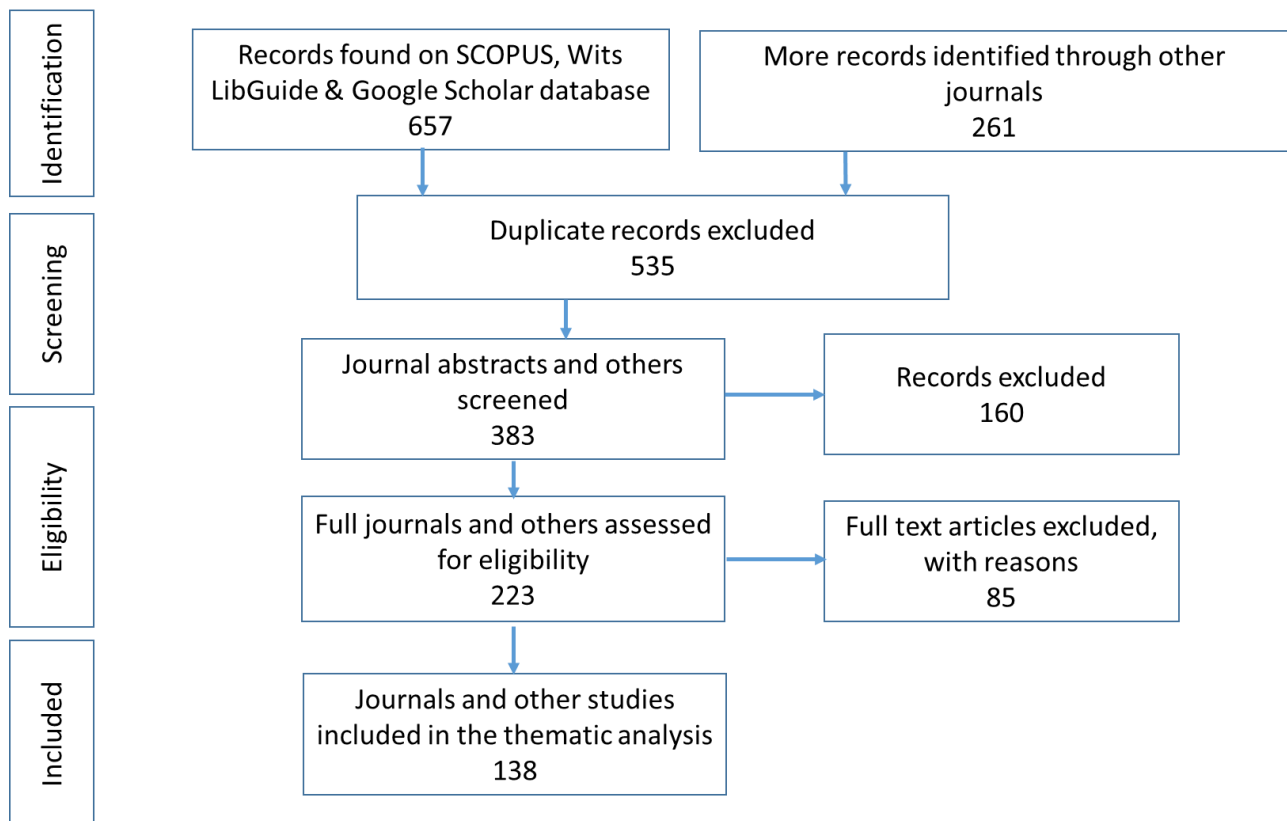 Identification
Records found on SCOPUS, Wits
LibGuide & Google Scholar database
657
More records identified through other
journals
261
Screening
Duplicate records excluded
535
Journal abstracts and others
screened
383
Records excluded
160
Eligibility
Full journals and others assessed
for eligibility
223
Full text articles excluded,
with reasons
85
Included
Journals and other studies
included in the thematic analysis
138